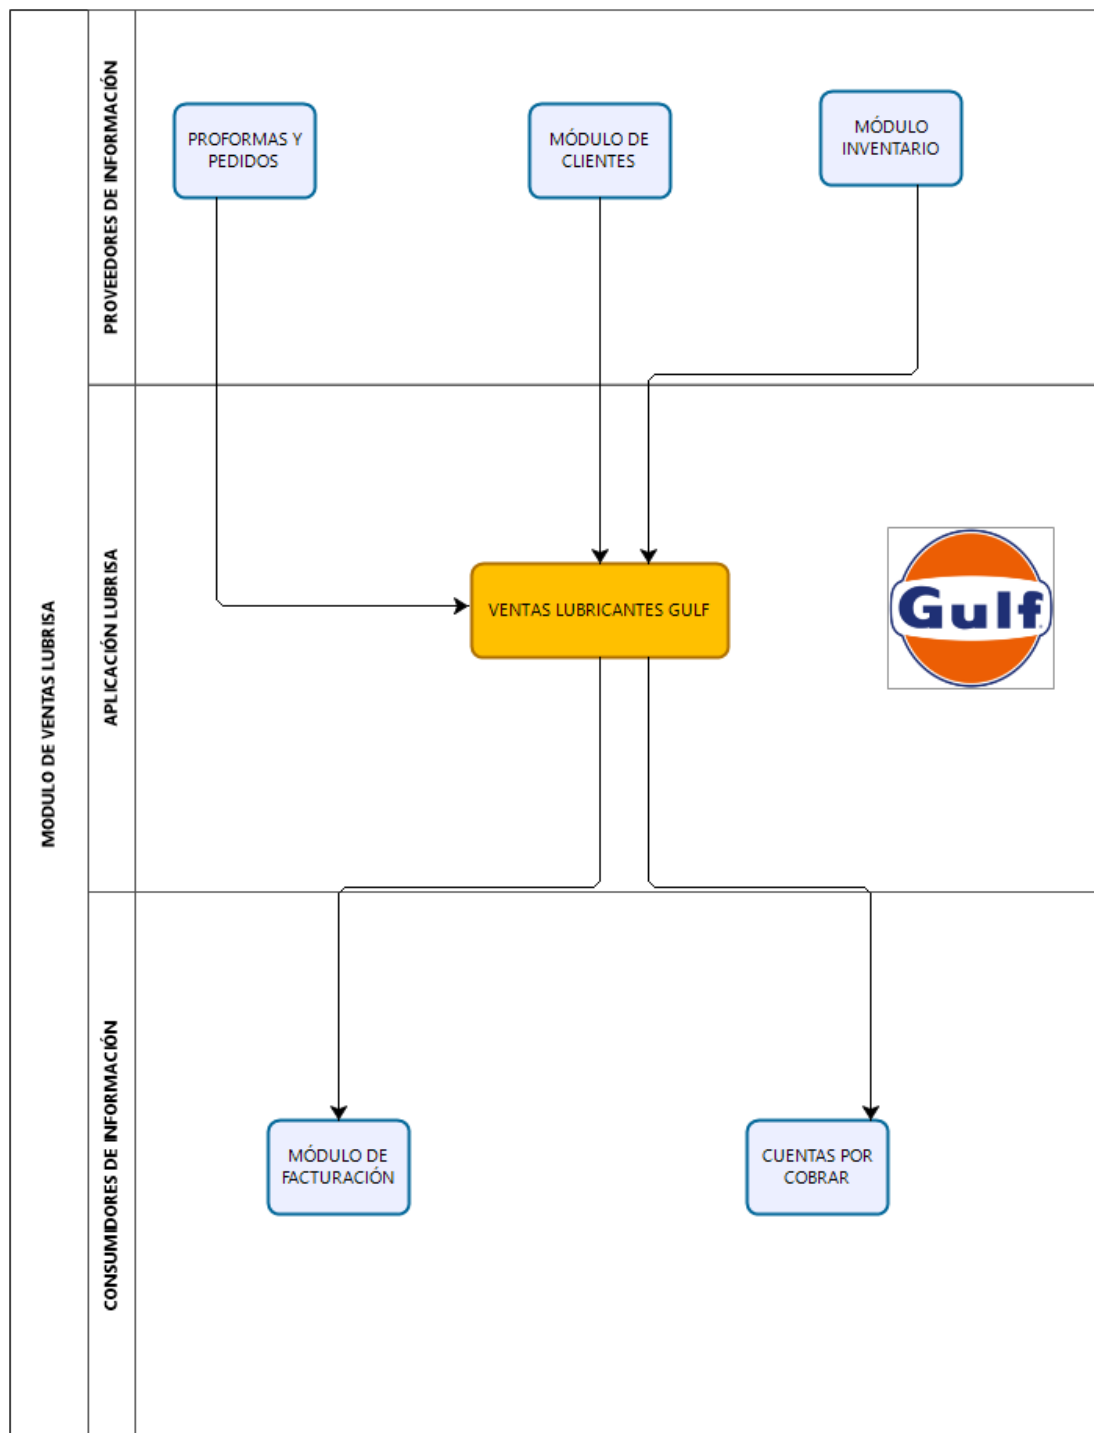 MODULO DE VENTAS LUBRISA
PROVEEDORES DE INFORMACIÓN
PROFORMAS Y
PEDIDOS
MÓDULO DE
CLIENTES
MÓDULO
INVENTARIO
APLICACIÓN LUBRISA
VENTAS LUBRICANTES GULF
Gulf
CONSUMIDORES DE INFORMACIÓN
MÓDULO DE
FACTURACIÓN
CUENTAS POR
COBRAR